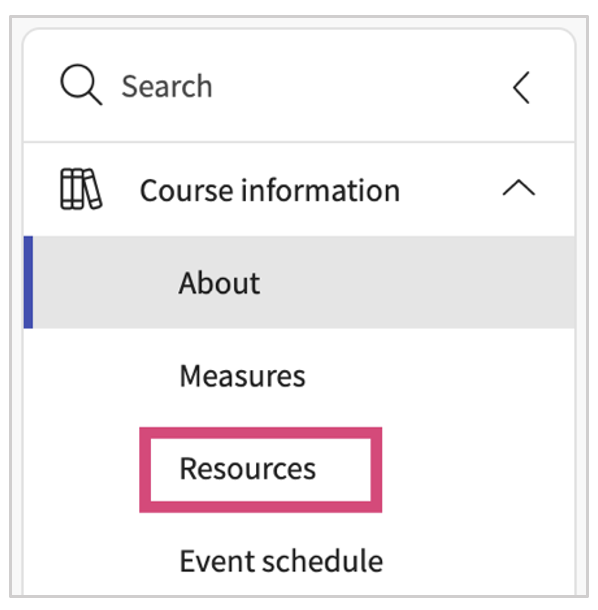 Search
Course information
About
Measures
Resources
Event schedule